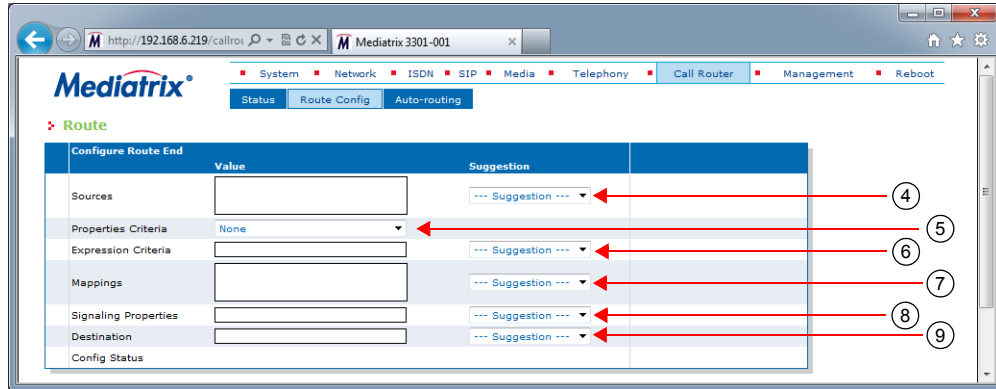 http://192.168.6.219/callrou
Mediatrix 3301-001
Mediatrix®
System Network ISDN SIP Media Telephony Call Router Management Reboot
Status Route Config Auto-routing
Route
Configure Route End
Value Suggestion
Sources --- Suggestion --- 4
Properties Criteria None 5
Expression Criteria --- Suggestion --- 6
Mappings --- Suggestion --- 7
Signaling Properties --- Suggestion --- 8
Destination --- Suggestion --- 9
Config Status